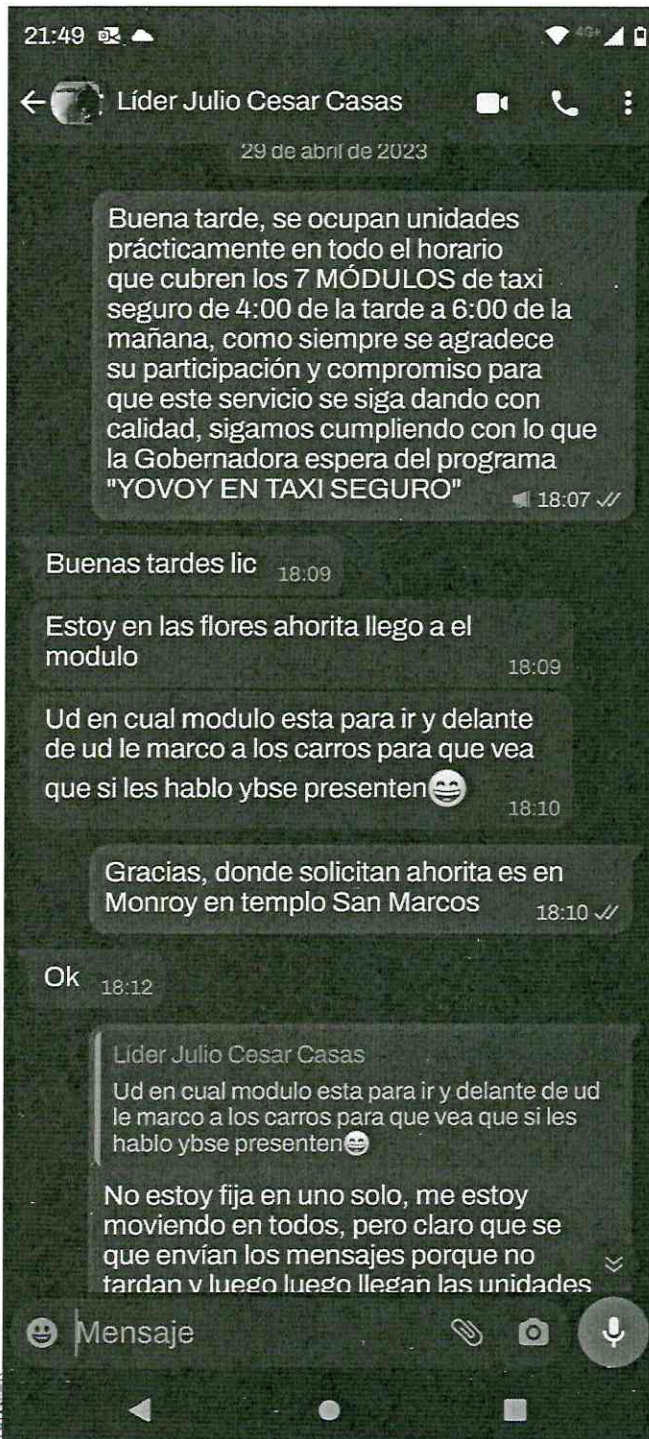 21:49
4G+
Líder Julio Cesar Casas
29 de abril de 2023
Buena tarde, se ocupan unidades
prácticamente en todo el horario
que cubren los 7 MÓDULOS de taxi
seguro de 4:00 de la tarde a 6:00 de la
mañana, como siempre se agradece
su participación y compromiso para
que este servicio se siga dando con
calidad, sigamos cumpliendo con lo que
la Gobernadora espera del programa
"YOVOY EN TAXI SEGURO" 18:07
Buenas tardes lic 18:09
Estoy en las flores ahorita llego a el
modulo 18:09
Ud en cual modulo esta para ir y delante
de ud le marco a los carros para que vea
que si les hablo ybse presenten😄
18:10
Gracias, donde solicitan ahorita es en
Monroy en templo San Marcos 18:10
Ok 18:12
Líder Julio Cesar Casas
Ud en cual modulo esta para ir y delante de ud
le marco a los carros para que vea que si les
hablo ybse presenten😄
No estoy fija en uno solo, me estoy
moviendo en todos, pero claro que se
que envían los mensajes porque no
tardan y luego luego llegan las unidades
Mensaje